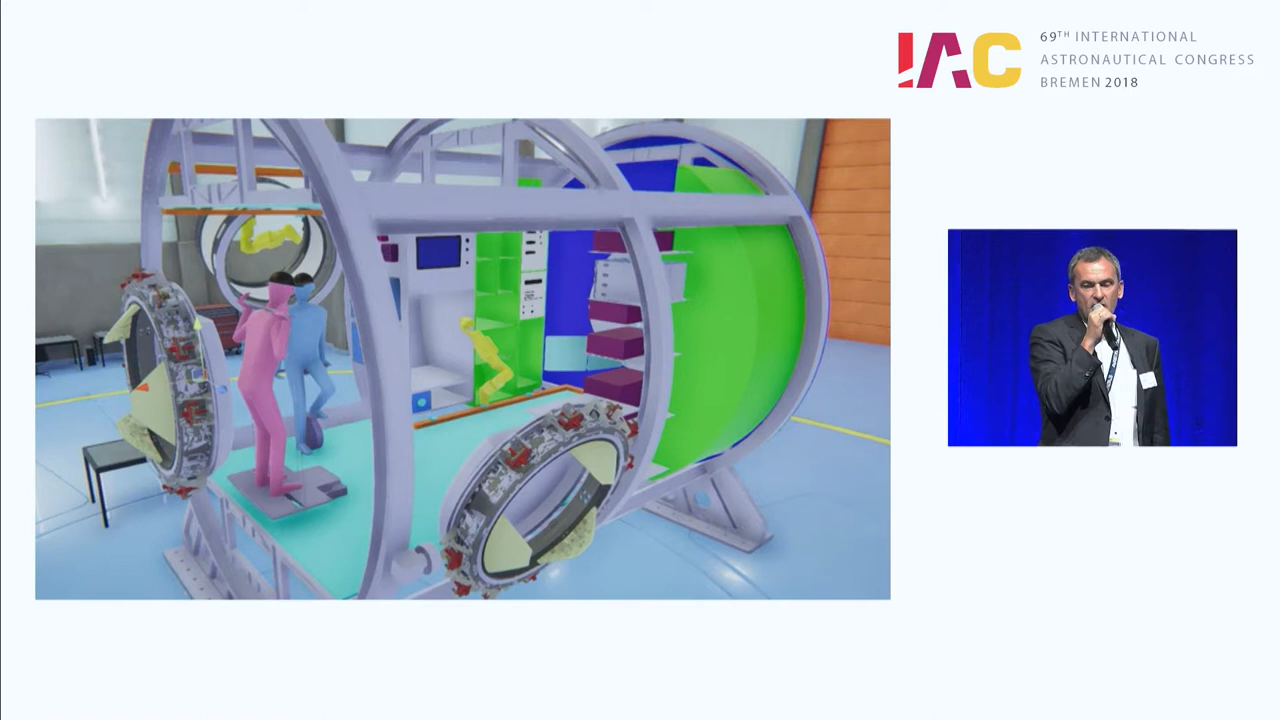 IAC
69TH INTERNATIONAL
ASTRONAUTICAL CONGRESS
BREMEN 2018